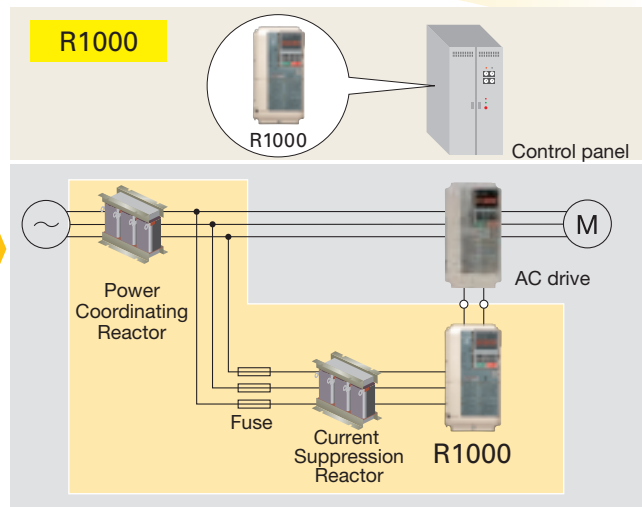 R1000
R1000
Control panel
M
AC drive
Power
Coordinating
Reactor
Fuse
Current
Suppression
Reactor
R1000